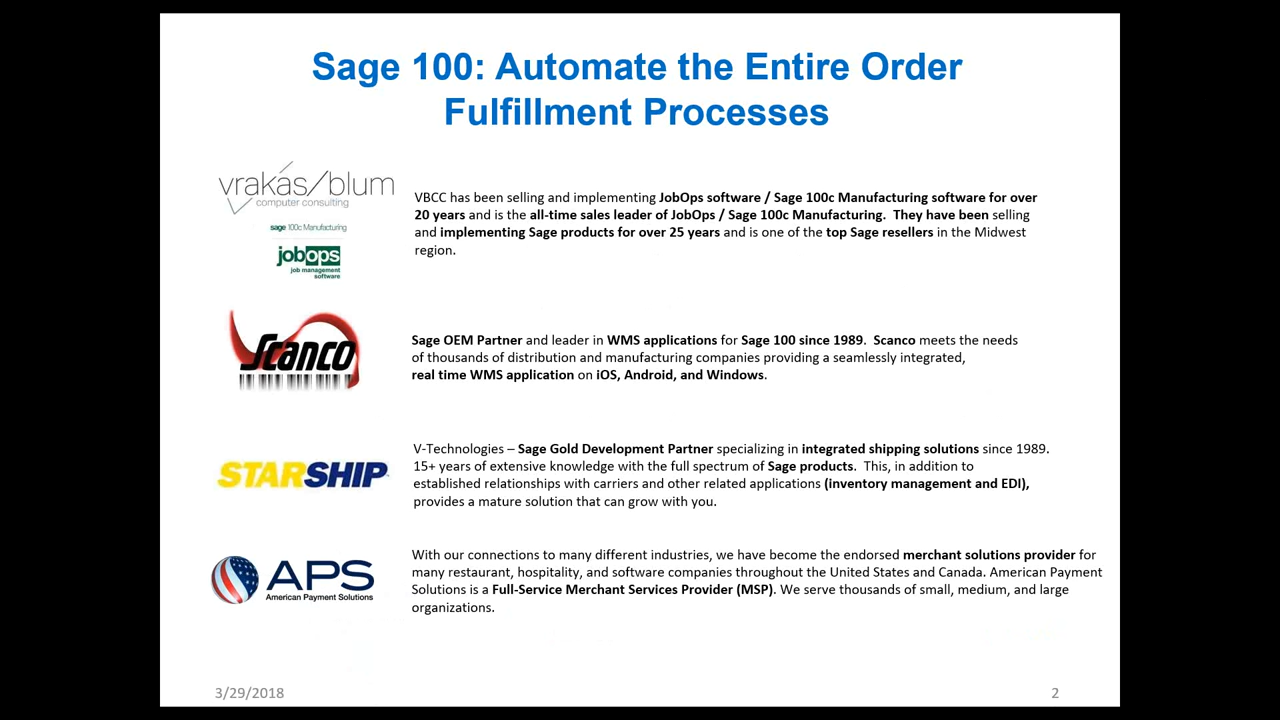 Sage 100: Automate the Entire Order
Fulfillment Processes
vrakas/blum
computer consulting
sage 100c Manufacturing
jobops
job management
software
VBCC has been selling and implementing JobOps software / Sage 100c Manufacturing software for over
20 years and is the all-time sales leader of JobOps / Sage 100c Manufacturing. They have been selling
and implementing Sage products for over 25 years and is one of the top Sage resellers in the Midwest
region.
Scanco
Sage OEM Partner and leader in WMS applications for Sage 100 since 1989. Scanco meets the needs
of thousands of distribution and manufacturing companies providing a seamlessly integrated,
real time WMS application on iOS, Android, and Windows.
STARSHIP
V-Technologies – Sage Gold Development Partner specializing in integrated shipping solutions since 1989.
15+ years of extensive knowledge with the full spectrum of Sage products. This, in addition to
established relationships with carriers and other related applications (inventory management and EDI),
provides a mature solution that can grow with you.
APS
American Payment Solutions
With our connections to many different industries, we have become the endorsed merchant solutions provider for
many restaurant, hospitality, and software companies throughout the United States and Canada. American Payment
Solutions is a Full-Service Merchant Services Provider (MSP). We serve thousands of small, medium, and large
organizations.
3/29/2018
2